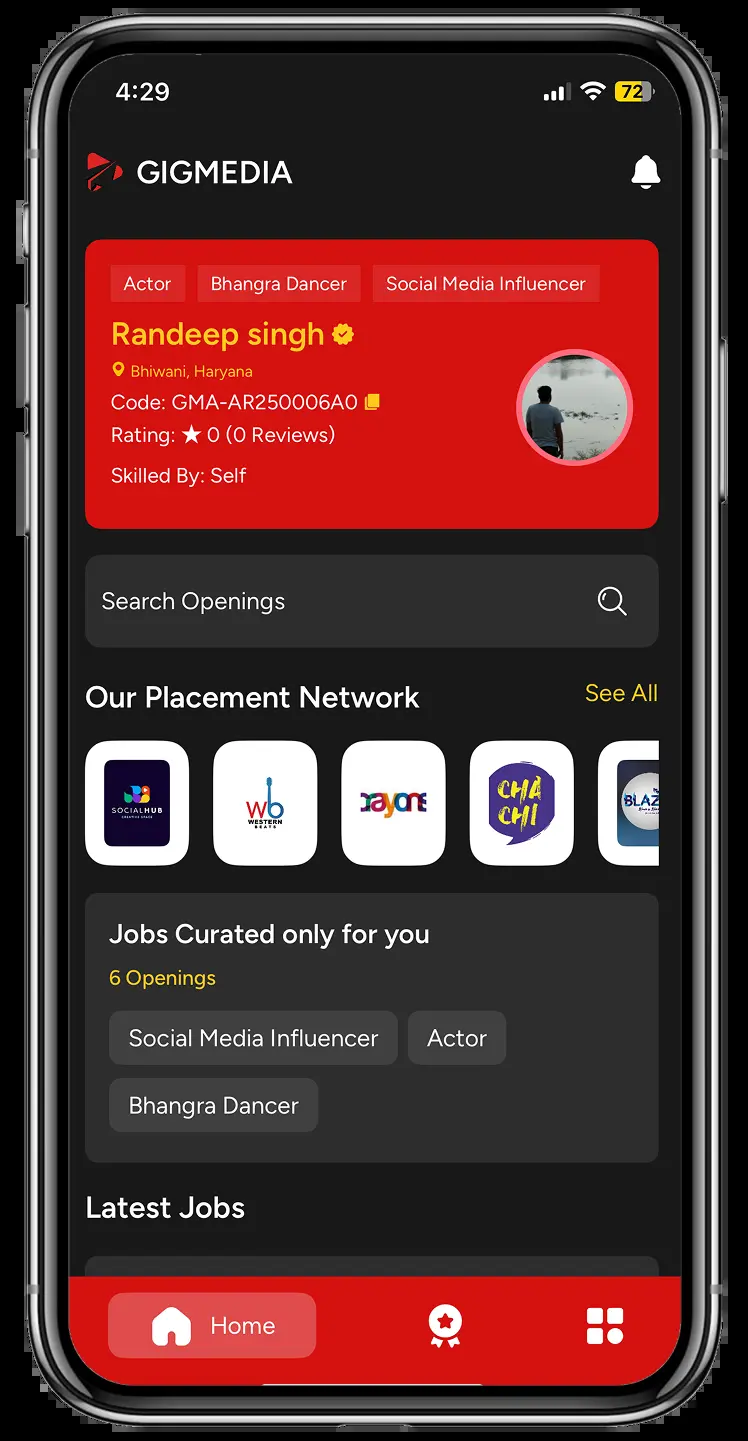 4:29
72
GIGMEDIA
Actor Bhangra Dancer Social Media Influencer
Randeep singh
Bhiwani, Haryana
Code: GMA-AR250006A0
Rating: ★ 0 (0 Reviews)
Skilled By: Self
Search Openings
Our Placement Network See All
SOCIALHUB
CREATIVE SPACE
wb
WESTERN
BEATS
crayons
CHA
CHI
BLAZ
Jobs Curated only for you
6 Openings
Social Media Influencer Actor
Bhangra Dancer
Latest Jobs
Home